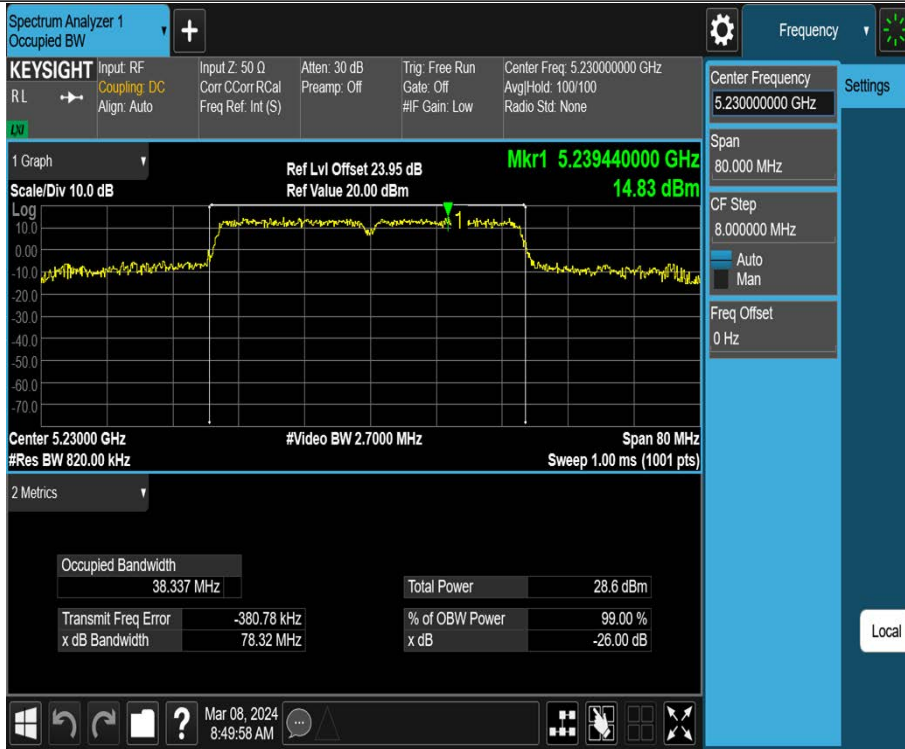 Spectrum Analyzer 1
Occupied BW
+
Frequency
KEYSIGHT
R L
LXI
Input: RF
Coupling: DC
Align: Auto
Input Z: 50 Ω
Corr CCorr RCal
Freq Ref: Int (S)
Atten: 30 dB
Preamp: Off
Trig: Free Run
Gate: Off
#IF Gain: Low
Center Freq: 5.230000000 GHz
Avg|Hold: 100/100
Radio Std: None
Center Frequency
5.230000000 GHz
Settings
Span
80.000 MHz
CF Step
8.000000 MHz
Auto
Man
Freq Offset
0 Hz
Local
1 Graph
Scale/Div 10.0 dB
Ref Lvl Offset 23.95 dB
Ref Value 20.00 dBm
Mkr1 5.239440000 GHz
14.83 dBm
Log
10.0
0.00
-10.0
-20.0
-30.0
-40.0
-50.0
-60.0
-70.0
1
Center 5.23000 GHz
#Res BW 820.00 kHz
#Video BW 2.7000 MHz
Span 80 MHz
Sweep 1.00 ms (1001 pts)
2 Metrics
Occupied Bandwidth
38.337 MHz
Total Power 28.6 dBm
Transmit Freq Error -380.78 kHz
% of OBW Power 99.00 %
x dB Bandwidth 78.32 MHz
x dB -26.00 dB
?
Mar 08, 2024
8:49:58 AM